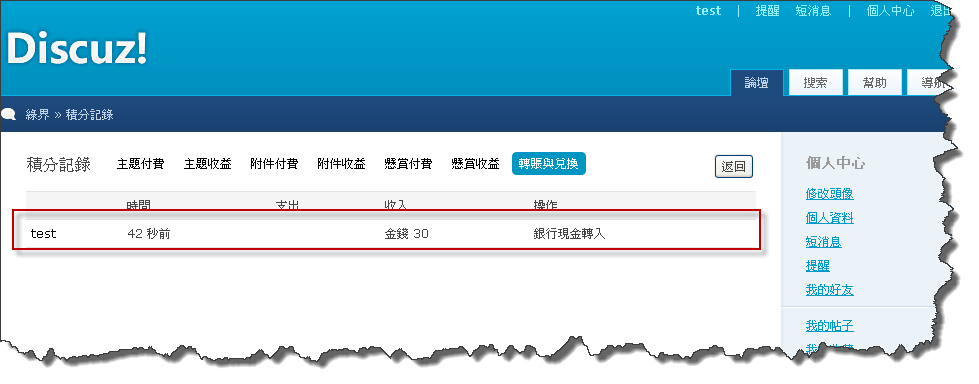 test | 提醒 短消息 | 個人中心 退出
Discuz!
論壇 搜索 幫助 導航
綠界 » 積分記錄
積分記錄 主題付費 主題收益 附件付費 附件收益 懸賞付費 懸賞收益 轉賬與兌換 返回
時間 支出 收入 操作
test 42 秒前 金錢 30 銀行現金轉入
個人中心
修改頭像
個人資料
短消息
提醒
我的好友
我的帖子